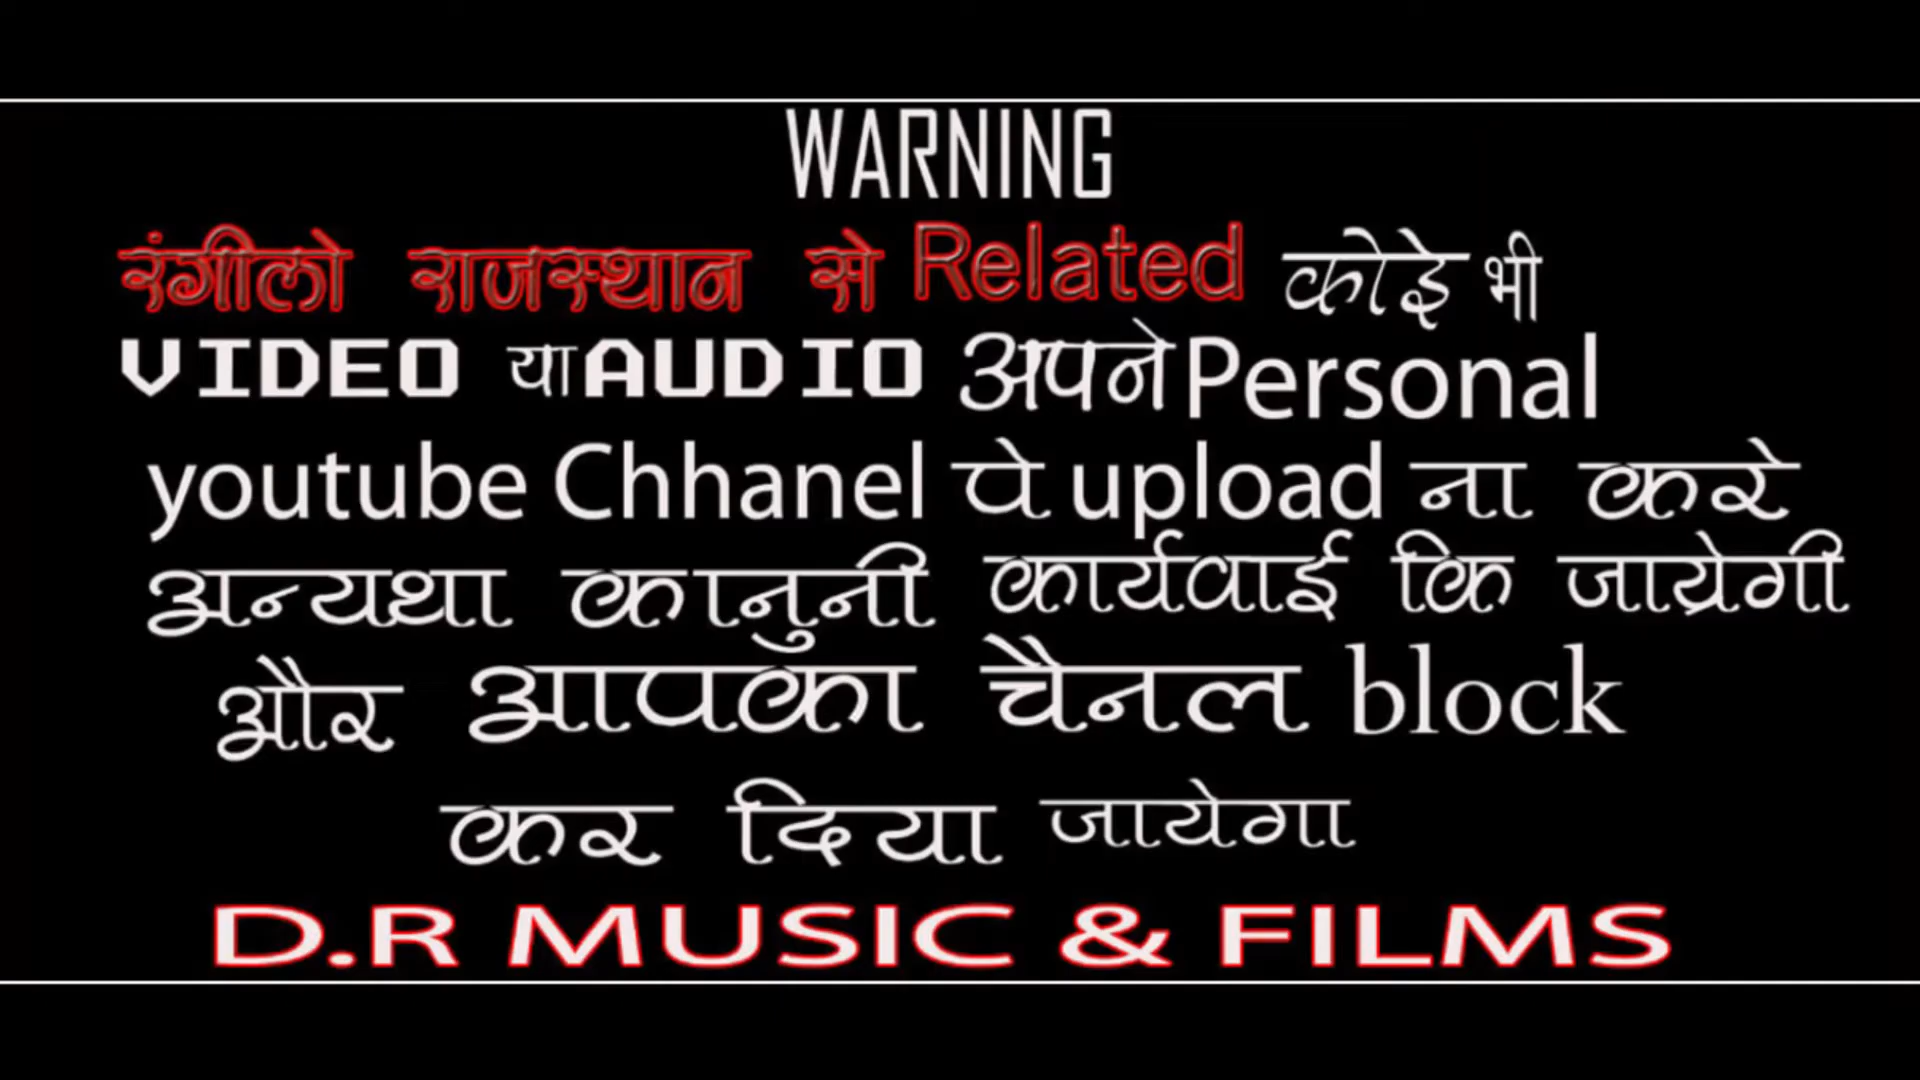 WARNING
रंगीलो राजस्थान से Related कोइे भी
VIDEO या AUDIO अपने Personal
youtube Chhanel पे upload ना करे
अन्यथा कानुनी कार्यवाई कि जाय्रेगी
और आपका चैनल block
कर दिया जायेगा
D.R MUSIC & FILMS